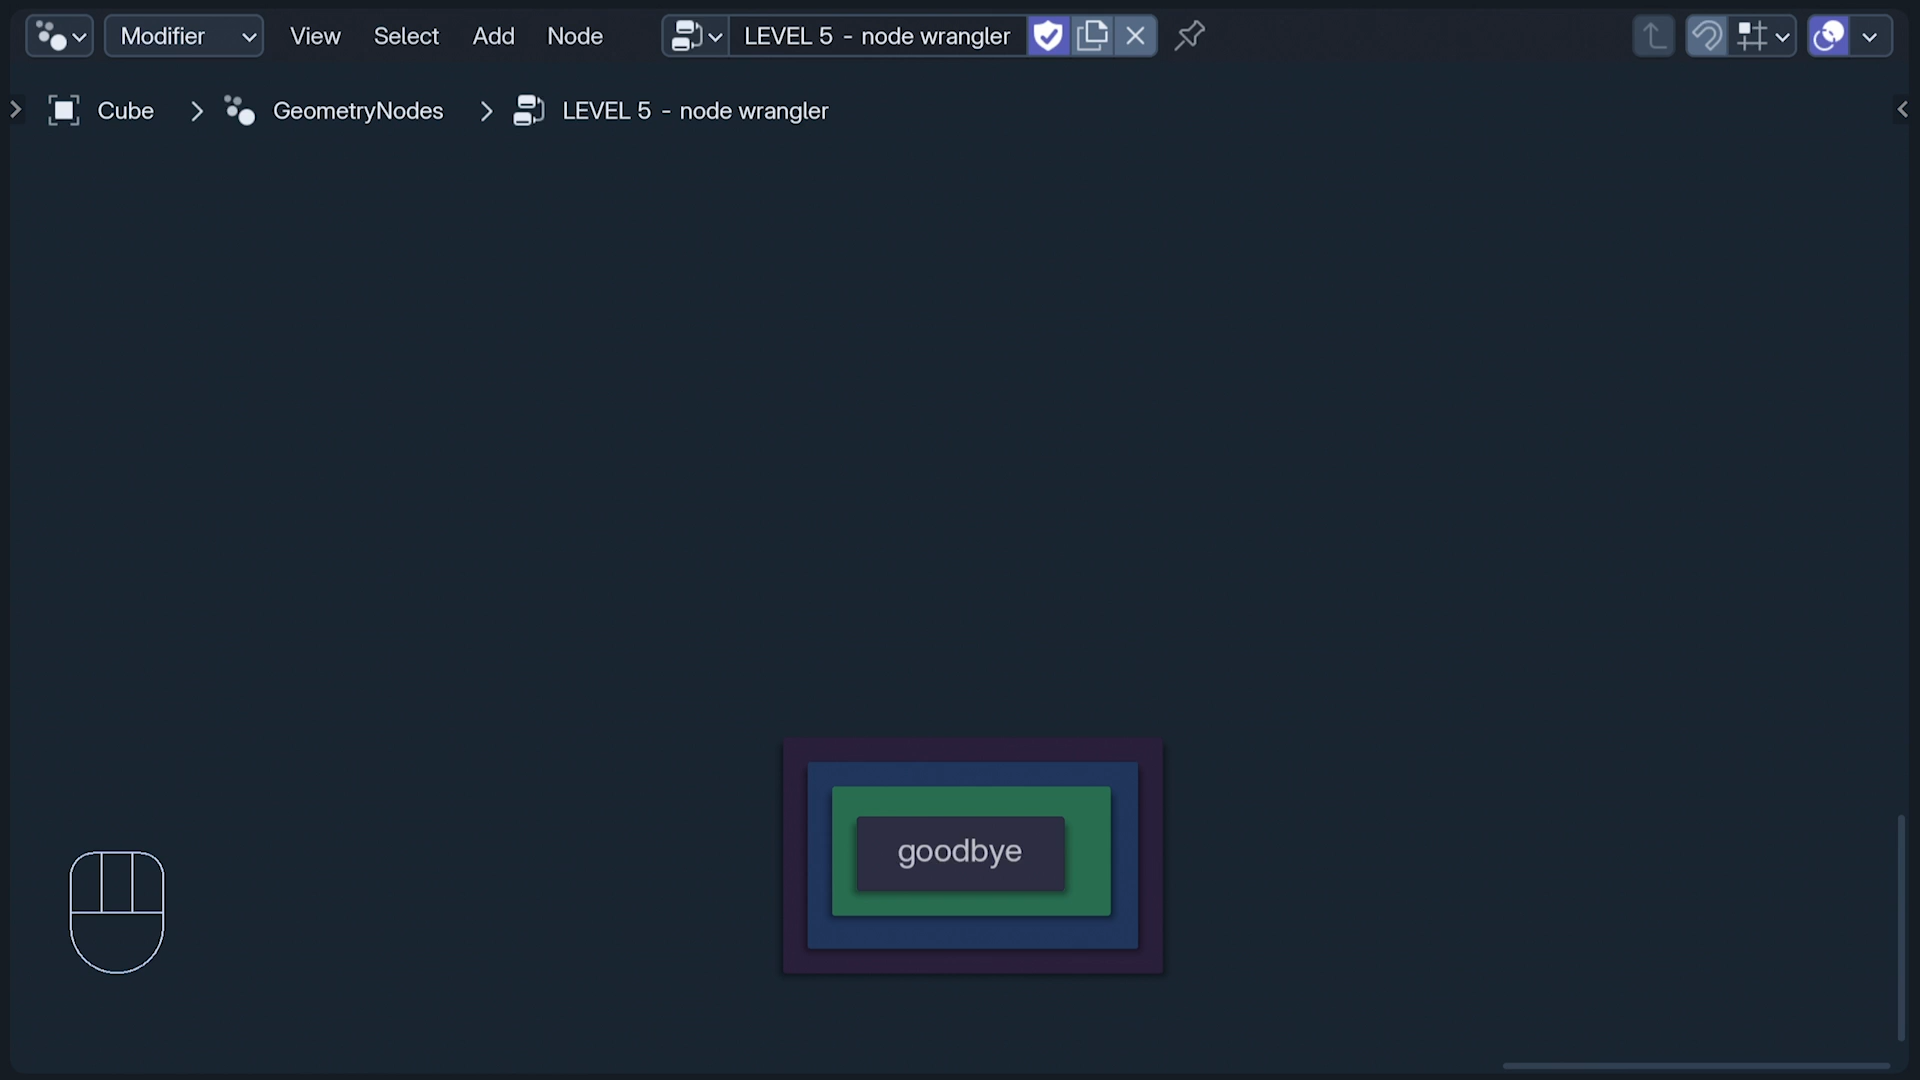 Modifier View Select Add Node LEVEL 5 - node wrangler
Cube GeometryNodes LEVEL 5 - node wrangler
goodbye